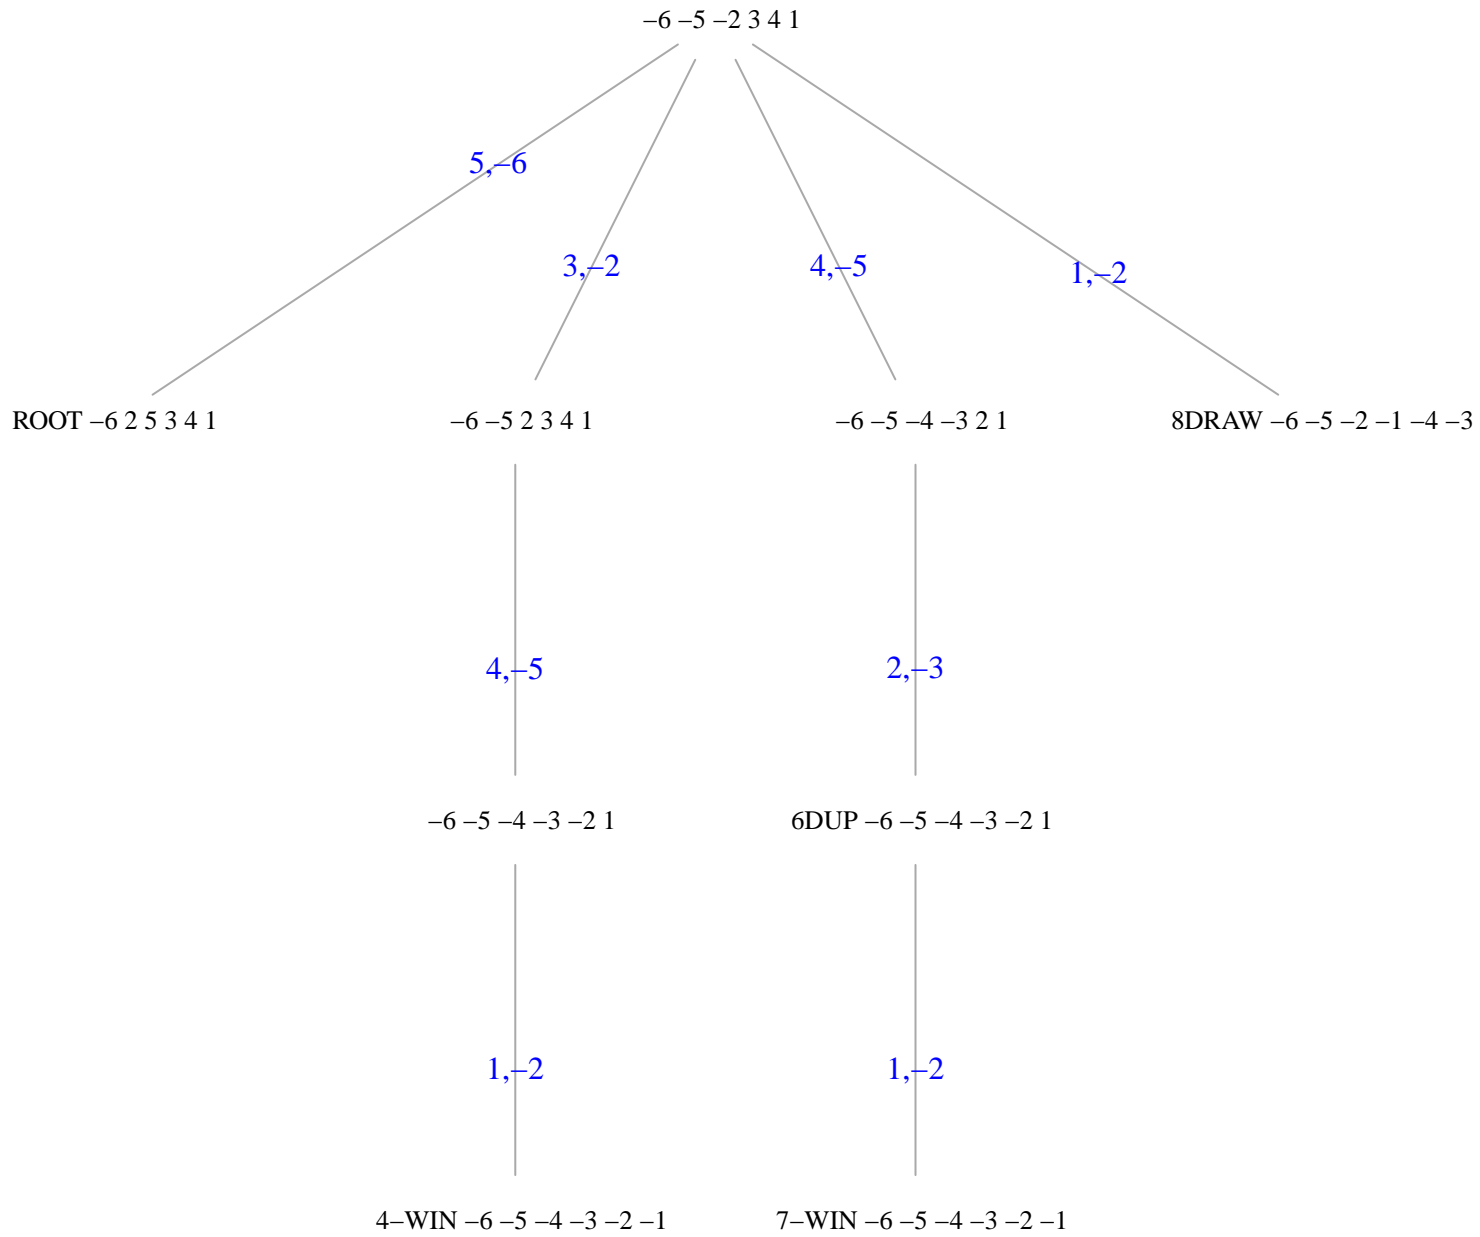 –6 –5 –2 3 4 1
5,–6
3,–2
4,–5
1,–2
ROOT –6 2 5 3 4 1
–6 –5 2 3 4 1
–6 –5 –4 –3 2 1
8DRAW –6 –5 –2 –1 –4 –3
4,–5
2,–3
–6 –5 –4 –3 –2 1
6DUP –6 –5 –4 –3 –2 1
1,–2
1,–2
4–WIN –6 –5 –4 –3 –2 –1
7–WIN –6 –5 –4 –3 –2 –1